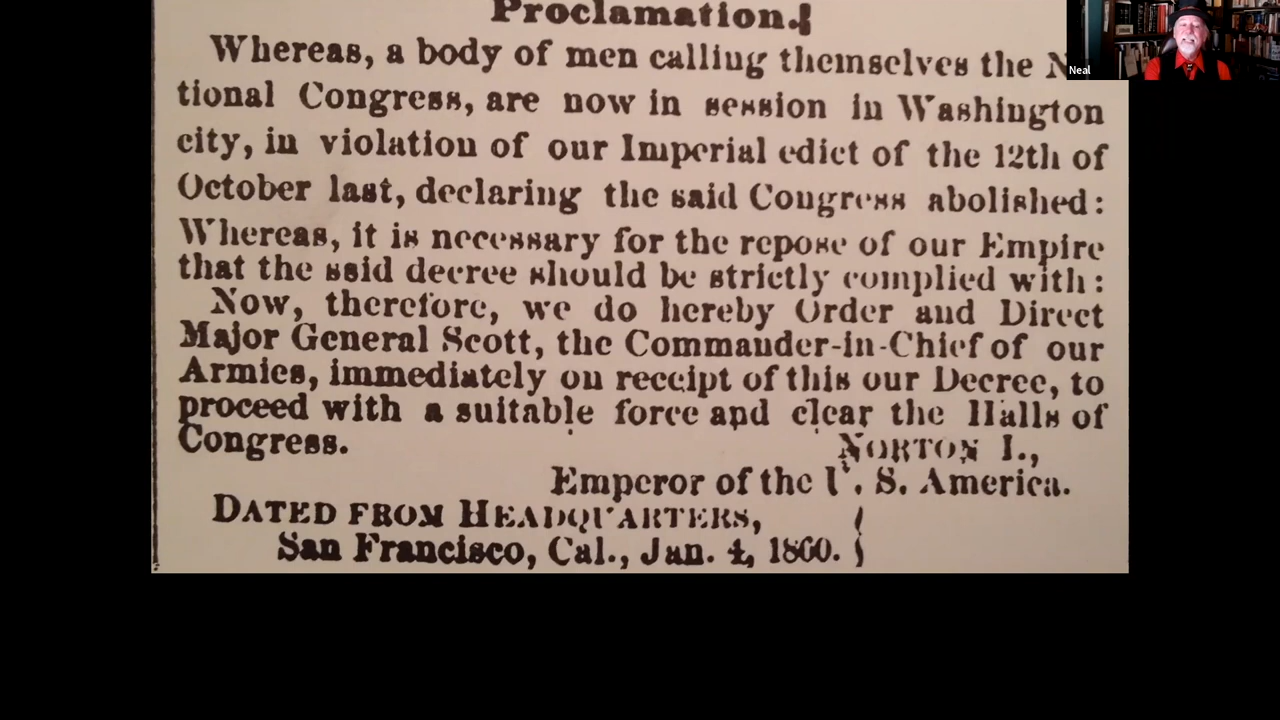 Proclamation.
Whereas, a body of men calling themselves the N
tional Congress, are now in session in Washington
city, in violation of our Imperial edict of the 12th of
October last, declaring the said Congress abolished:
Whereas, it is necessary for the repose of our Empire
that the said decree should be strictly complied with:
Now, therefore, we do hereby Order and Direct
Major General Scott, the Commander-in-Chief of our
Armies, immediately on receipt of this our Decree, to
proceed with a suitable force and clear the Halls of
Congress.
NORTON I.,
Emperor of the U. S. America.
DATED FROM HEADQUARTERS,
San Francisco, Cal., Jan. 4, 1860.
Neal